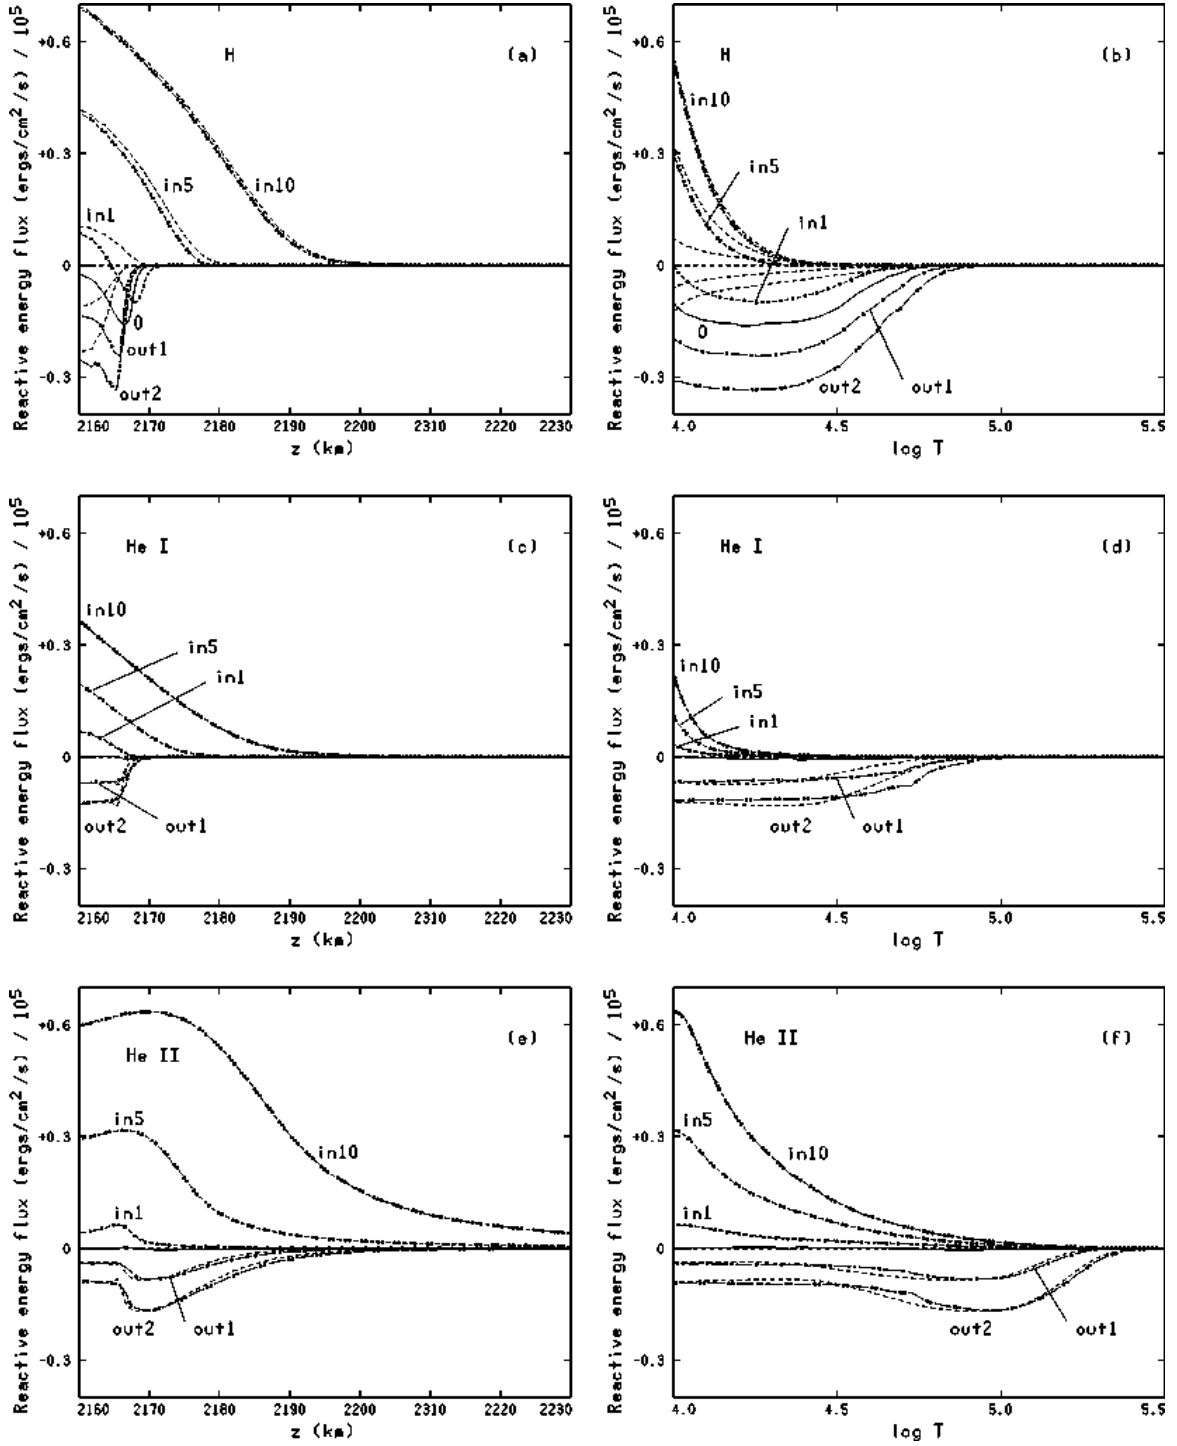 Reactive energy flux (ergs/cm²/s) / 10⁵
+0.6
+0.3
0
-0.3
H
(a)
in10
in5
in1
0
out1
out2
2160 2170 2180 2190 2200 2210 2220 2230
z (km)
Reactive energy flux (ergs/cm²/s) / 10⁵
+0.6
+0.3
0
-0.3
H
(b)
in10
in5
in1
0
out2
out1
4.0 4.5 5.0 5.5
log T
Reactive energy flux (ergs/cm²/s) / 10⁵
+0.6
+0.3
0
-0.3
He I
(c)
in10
in5
in1
out2
out1
2160 2170 2180 2190 2200 2210 2220 2230
z (km)
Reactive energy flux (ergs/cm²/s) / 10⁵
+0.6
+0.3
0
-0.3
He I
(d)
in10
in5
in1
out2
out1
4.0 4.5 5.0 5.5
log T
Reactive energy flux (ergs/cm²/s) / 10⁵
+0.6
+0.3
0
-0.3
He II
(e)
in5
in10
in1
out2
out1
2160 2170 2180 2190 2200 2210 2220 2230
z (km)
Reactive energy flux (ergs/cm²/s) / 10⁵
+0.6
+0.3
0
-0.3
He II
(f)
in5
in10
in1
out2
out1
4.0 4.5 5.0 5.5
log T